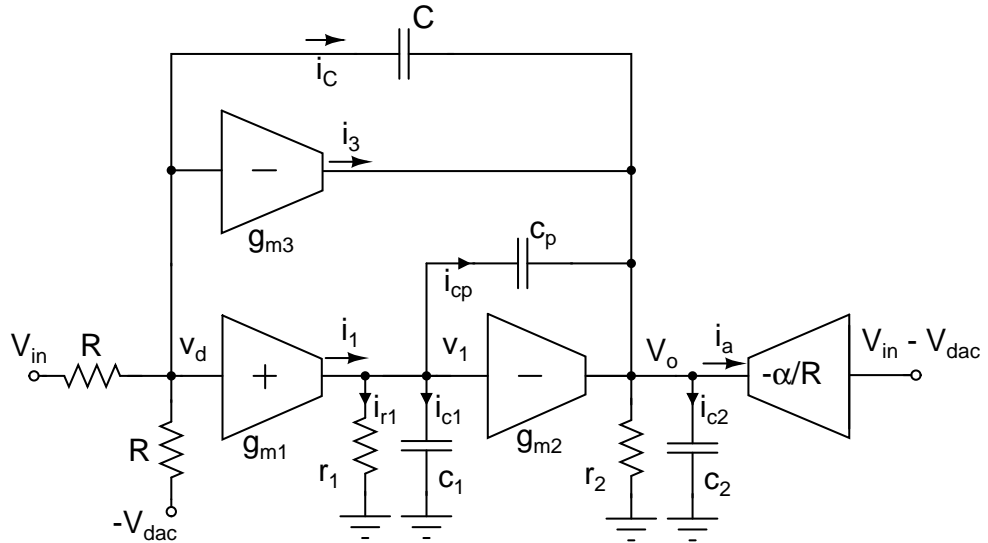 C
i_C
i_3
−
g_m3
c_p
i_cp
V_in
R
v_d
i_1
v_1
V_o
i_a
V_in - V_dac
+
−
-α/R
R
g_m1
i_r1
i_c1
g_m2
i_c2
r_1
c_1
r_2
c_2
-V_dac